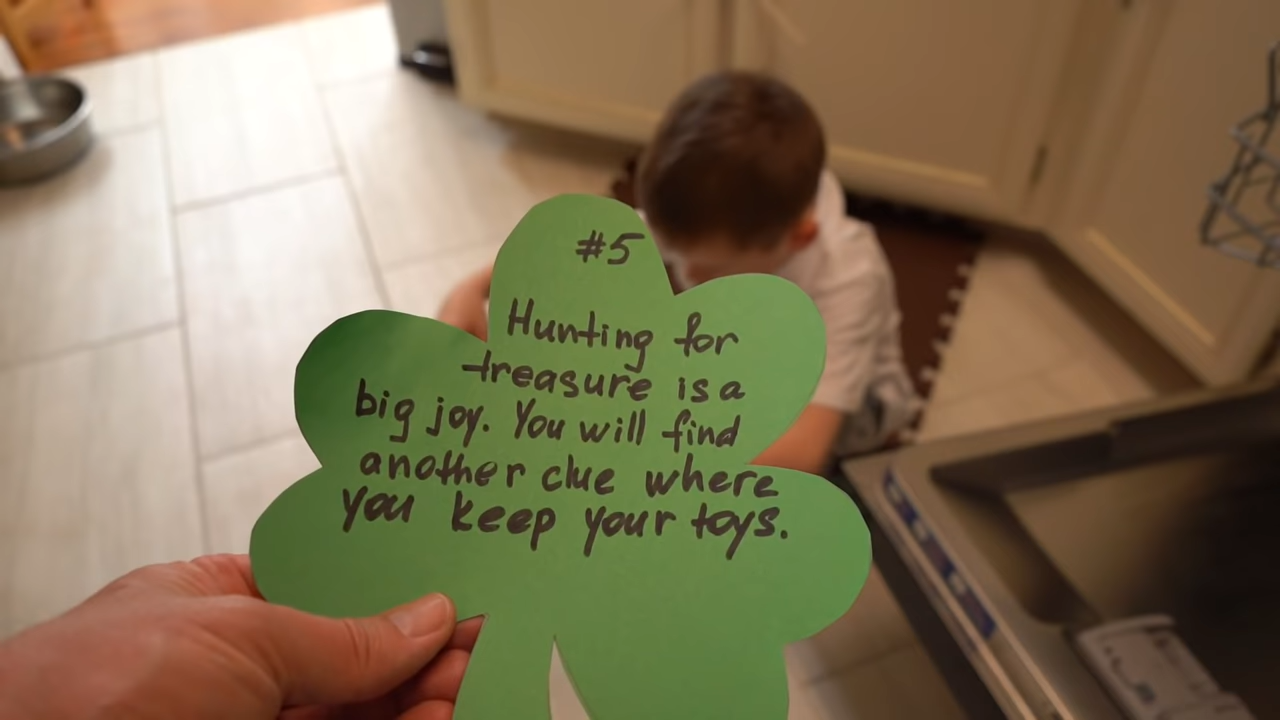 #5
Hunting for
treasure is a
big joy. You will find
another clue where
you keep your toys.